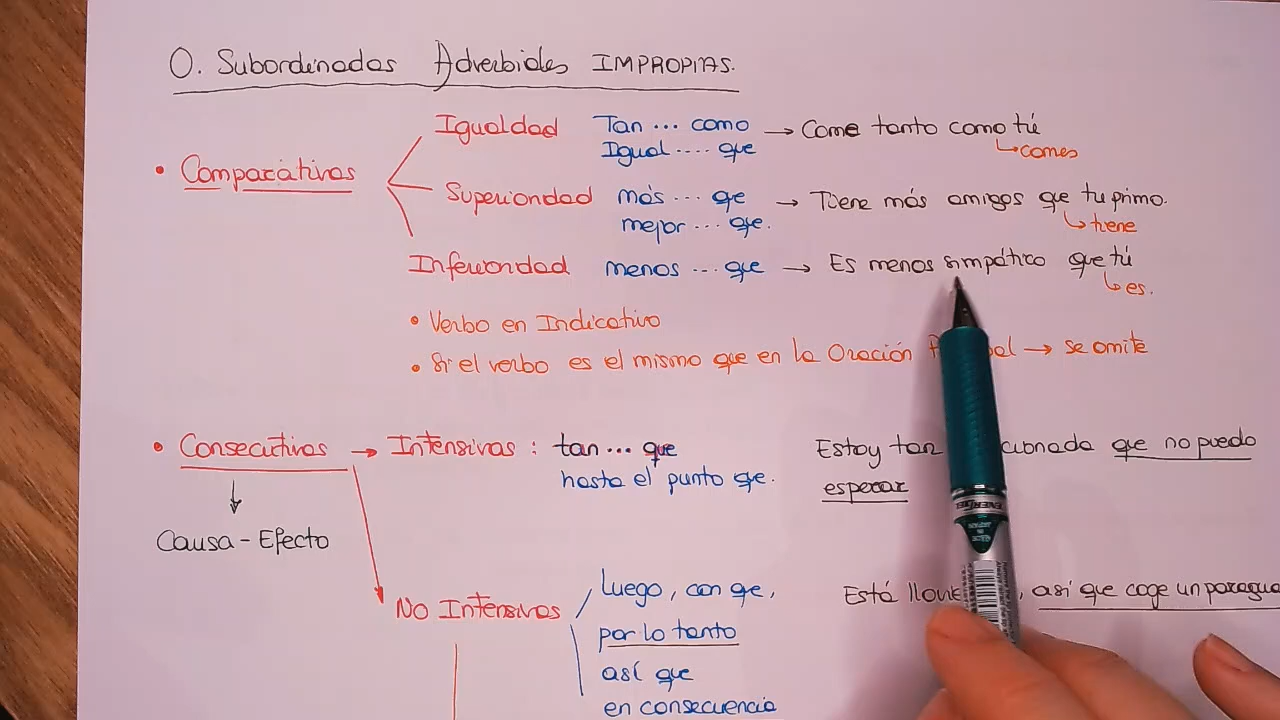 O. Subordinadas Adverbiales IMPROPIAS.
• Comparativas
Igualdad Tan ... como → Come tanto como tú
Igual .... que ↳ comes
Superioridad más ... que → Tiene más amigos que tu primo.
mejor ... que. ↳ tiene
Inferioridad menos ... que → Es menos simpático que tú
↳ es.
• Verbo en Indicativo
• Si el verbo es el mismo que en la Oración → se omite
• Consecutivas → Intensivas : tan ... que Estoy tan que no puedo
hasta el punto que. esperar
Causa - Efecto
No Intensivas Luego, con que, Está , así que coge un paragua
por lo tanto
así que
en consecuencia